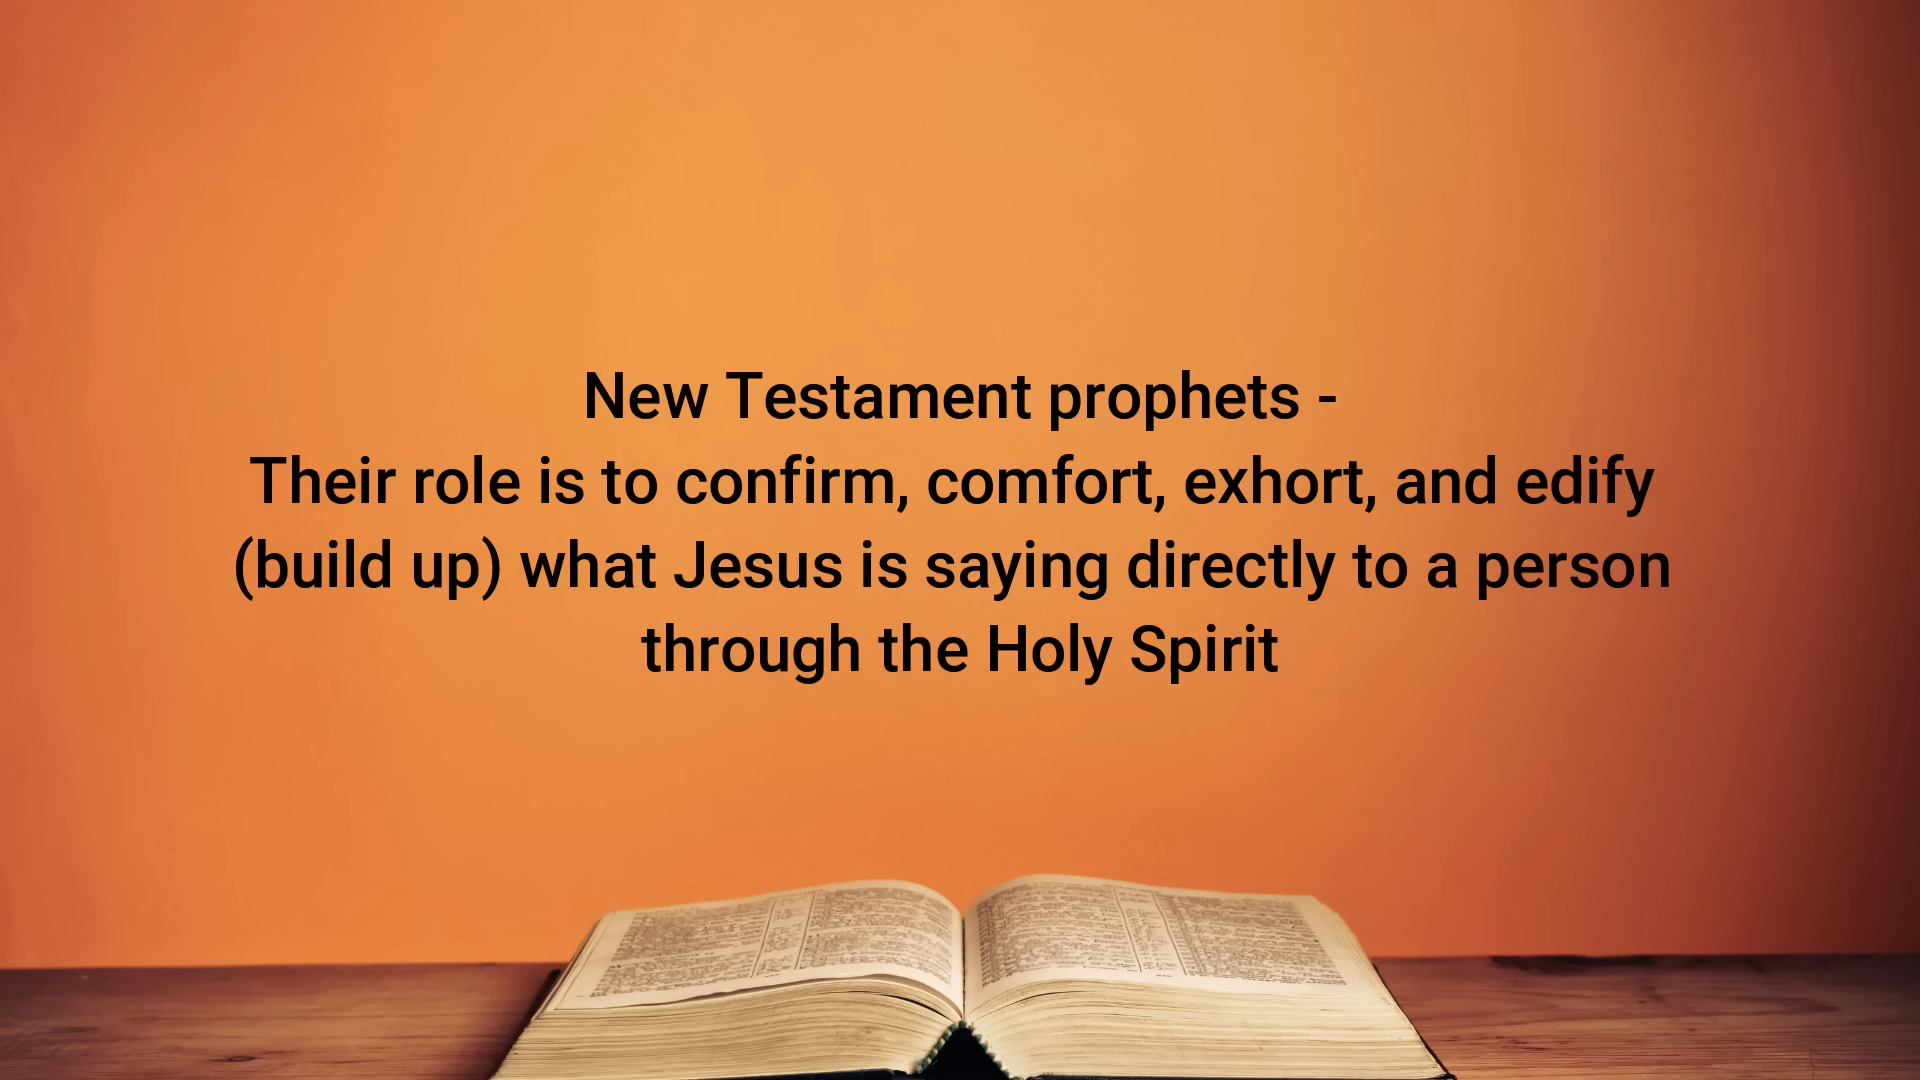 New Testament prophets -
Their role is to confirm, comfort, exhort, and edify
(build up) what Jesus is saying directly to a person
through the Holy Spirit